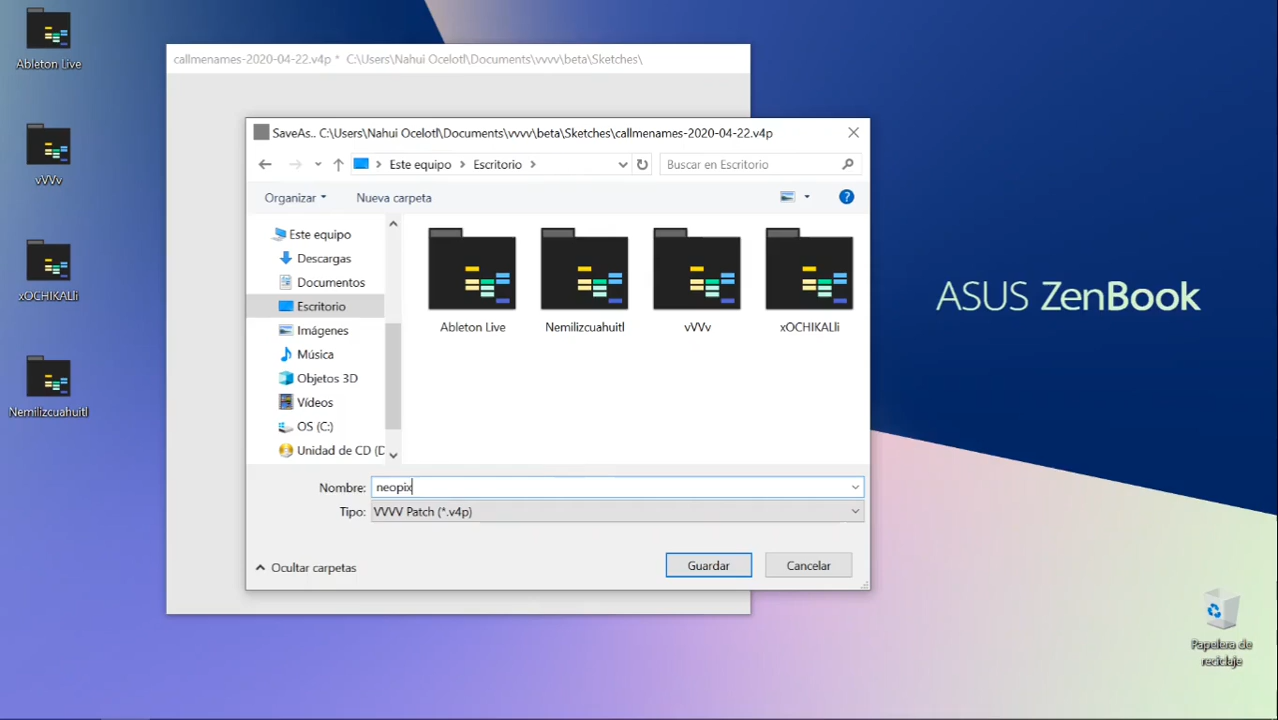 Ableton Live
vVVv
xOCHIKALli
Nemilizcuahuitl
callmenames-2020-04-22.v4p * C:\Users\Nahui Ocelotl\Documents\vvvv\beta\Sketches\
SaveAs.. C:\Users\Nahui Ocelotl\Documents\vvvv\beta\Sketches\callmenames-2020-04-22.v4p
Este equipo > Escritorio >
Buscar en Escritorio
Organizar
Nueva carpeta
Este equipo
Descargas
Documentos
Escritorio
Imágenes
Música
Objetos 3D
Vídeos
OS (C:)
Unidad de CD (D
Ableton Live
Nemilizcuahuitl
vVVv
xOCHIKALli
Nombre: neopix
Tipo: VVVV Patch (*.v4p)
Ocultar carpetas
Guardar
Cancelar
ASUS ZenBook
Papelera de
reciclaje